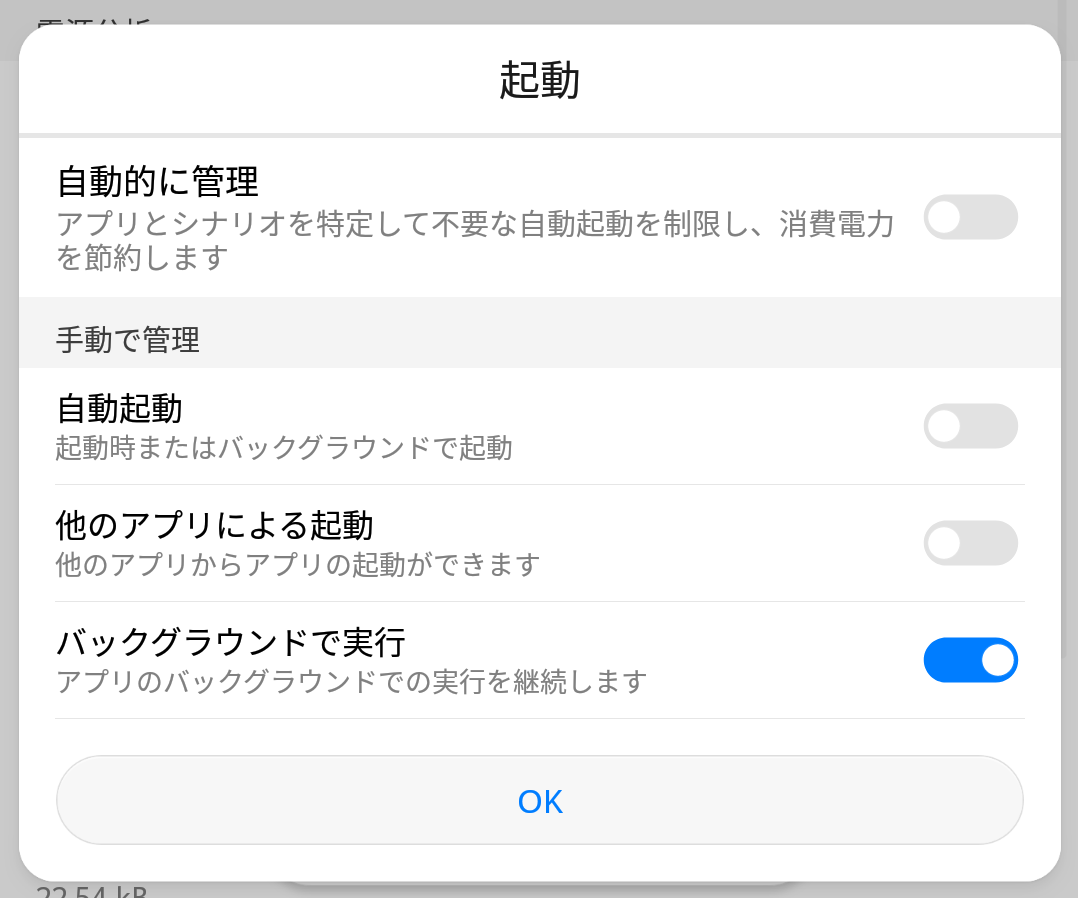 起動
自動的に管理
アプリとシナリオを特定して不要な自動起動を制限し、消費電力
を節約します
手動で管理
自動起動
起動時またはバックグラウンドで起動
他のアプリによる起動
他のアプリからアプリの起動ができます
バックグラウンドで実行
アプリのバックグラウンドでの実行を継続します
OK
22.54 kB